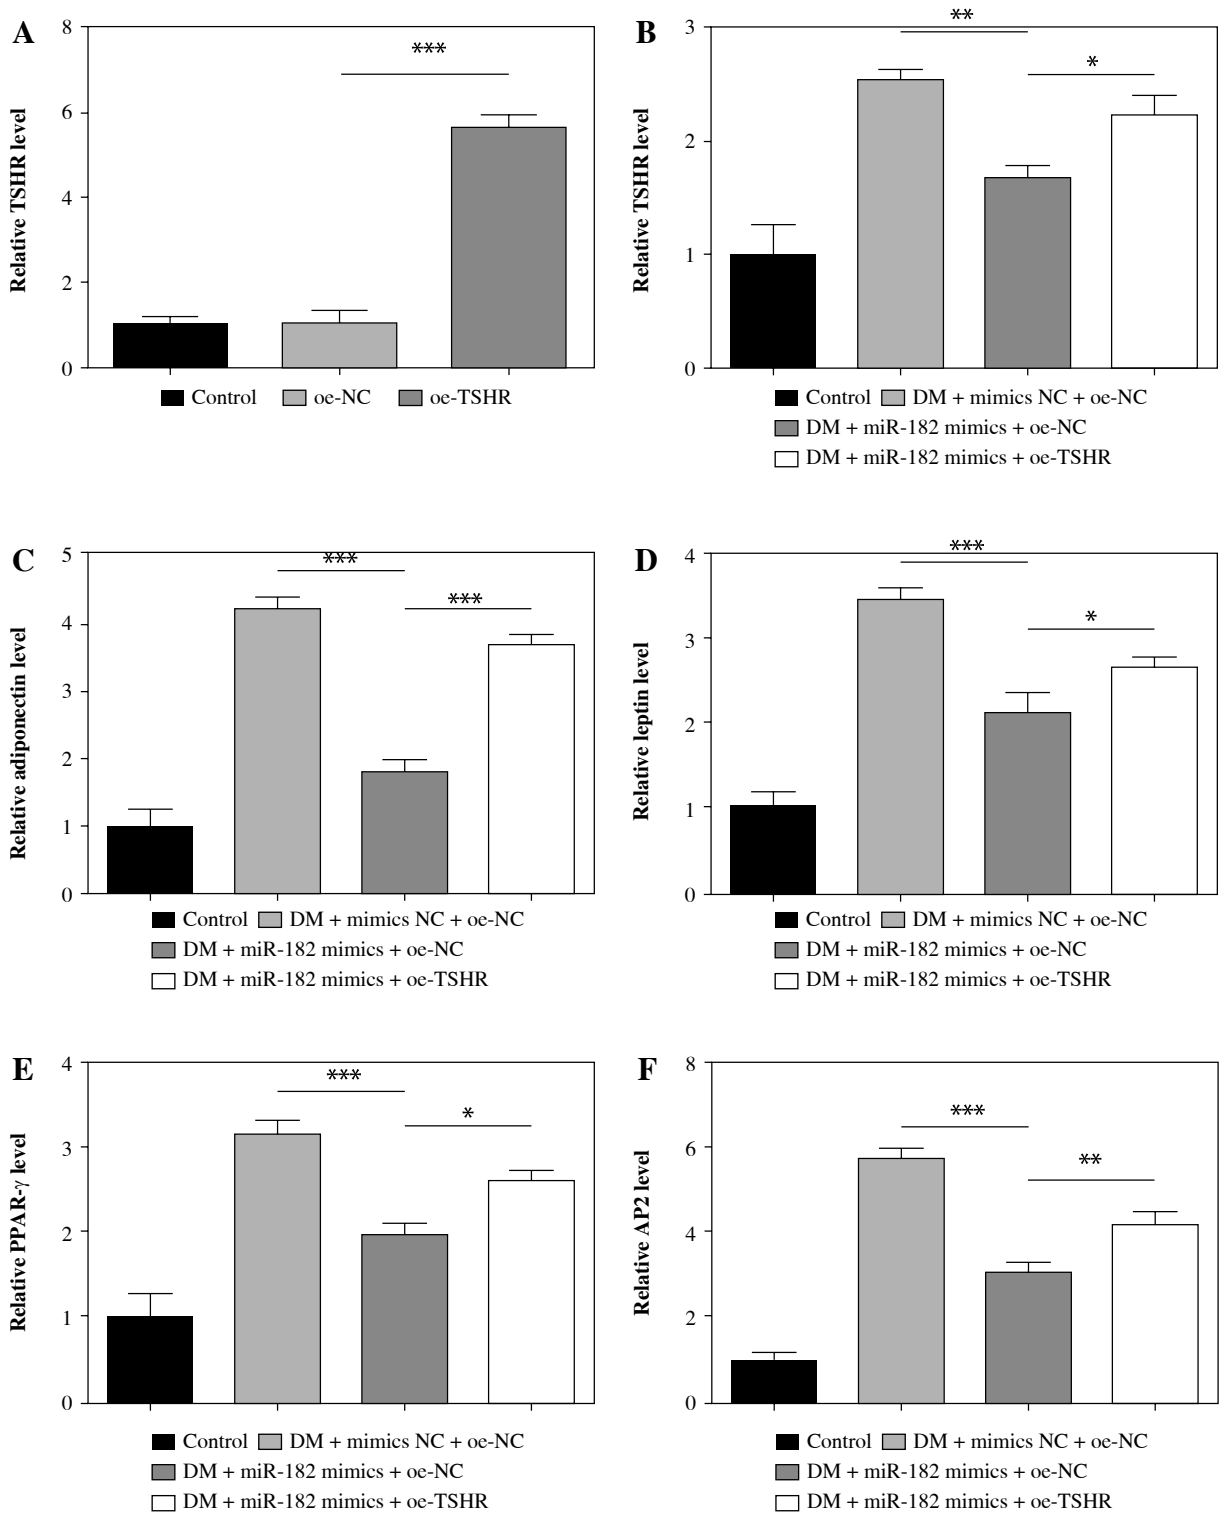 A
Relative TSHR level
8
6
4
2
0
***
Control oe-NC oe-TSHR
B
Relative TSHR level
3
2
1
0
**
*
Control DM + mimics NC + oe-NC
DM + miR-182 mimics + oe-NC
DM + miR-182 mimics + oe-TSHR
C
Relative adiponectin level
5
4
3
2
1
0
***
***
Control DM + mimics NC + oe-NC
DM + miR-182 mimics + oe-NC
DM + miR-182 mimics + oe-TSHR
D
Relative leptin level
4
3
2
1
0
***
*
Control DM + mimics NC + oe-NC
DM + miR-182 mimics + oe-NC
DM + miR-182 mimics + oe-TSHR
E
Relative PPAR-γ level
4
3
2
1
0
***
*
Control DM + mimics NC + oe-NC
DM + miR-182 mimics + oe-NC
DM + miR-182 mimics + oe-TSHR
F
Relative AP2 level
8
6
4
2
0
***
**
Control DM + mimics NC + oe-NC
DM + miR-182 mimics + oe-NC
DM + miR-182 mimics + oe-TSHR